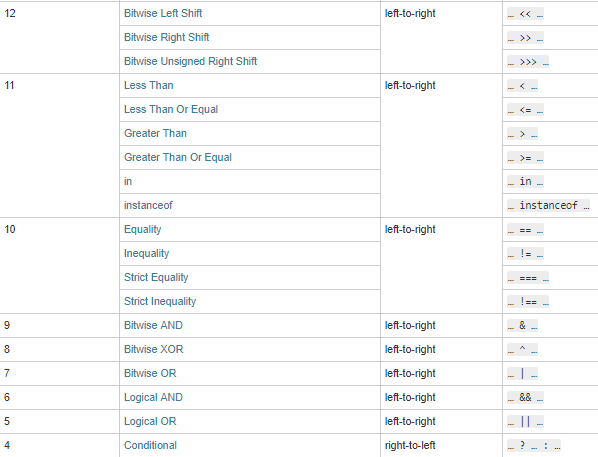 12 Bitwise Left Shift left-to-right … << …
Bitwise Right Shift … >> …
Bitwise Unsigned Right Shift … >>> …
11 Less Than left-to-right … < …
Less Than Or Equal … <= …
Greater Than … > …
Greater Than Or Equal … >= …
in … in …
instanceof … instanceof …
10 Equality left-to-right … == …
Inequality … != …
Strict Equality … === …
Strict Inequality … !== …
9 Bitwise AND left-to-right … & …
8 Bitwise XOR left-to-right … ^ …
7 Bitwise OR left-to-right … | …
6 Logical AND left-to-right … && …
5 Logical OR left-to-right … || …
4 Conditional right-to-left … ? … : …